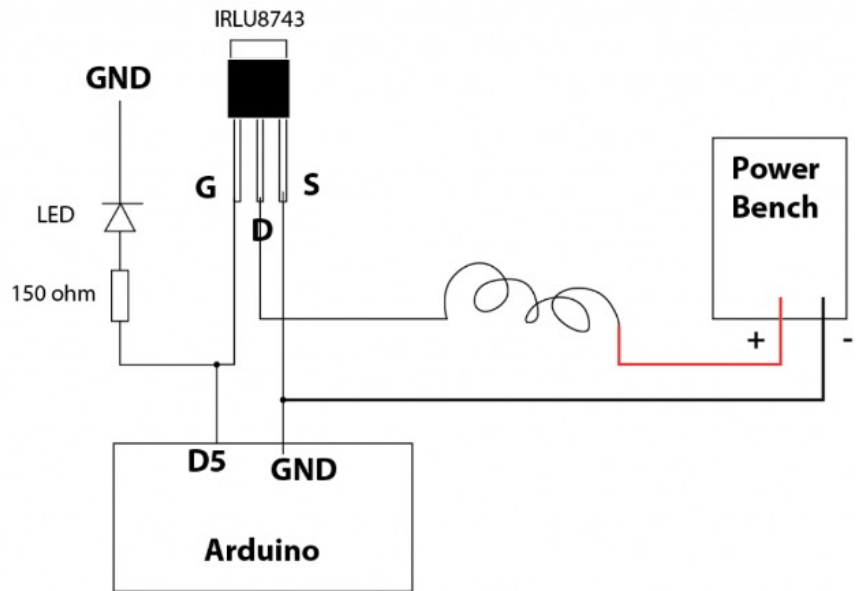 IRLU8743
GND
G
S
D
LED
150 ohm
Power
Bench
+
-
D5
GND
Arduino